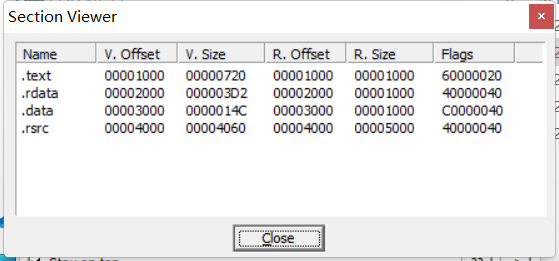 Section Viewer
Name V. Offset V. Size R. Offset R. Size Flags
.text 00001000 00000720 00001000 00001000 60000020
.rdata 00002000 000003D2 00002000 00001000 40000040
.data 00003000 0000014C 00003000 00001000 C0000040
.rsrc 00004000 00004060 00004000 00005000 40000040
Close